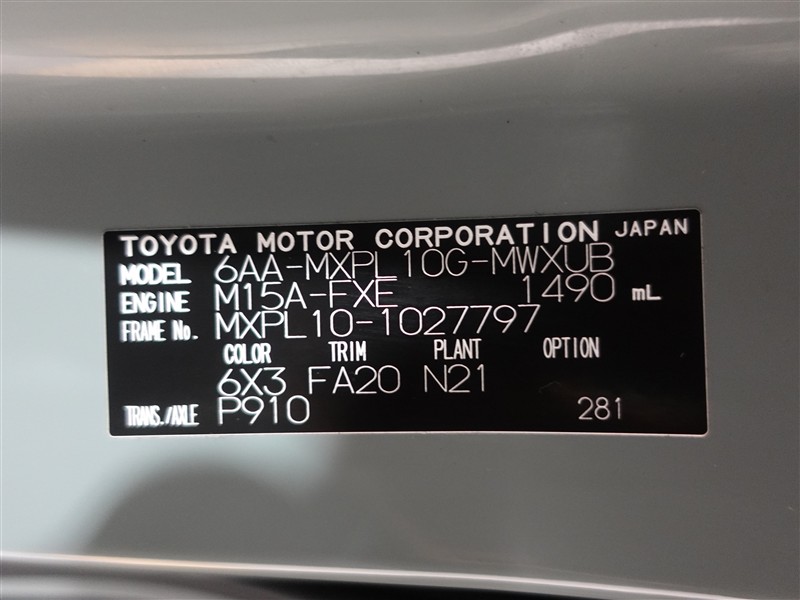 TOYOTA MOTOR CORPORATION JAPAN
MODEL 6AA-MXPL10G-MWXUB
ENGINE M15A-FXE 1490 mL
FRAME No. MXPL10-1027797
COLOR TRIM PLANT OPTION
6X3 FA20 N21
TRANS./AXLE P910 281